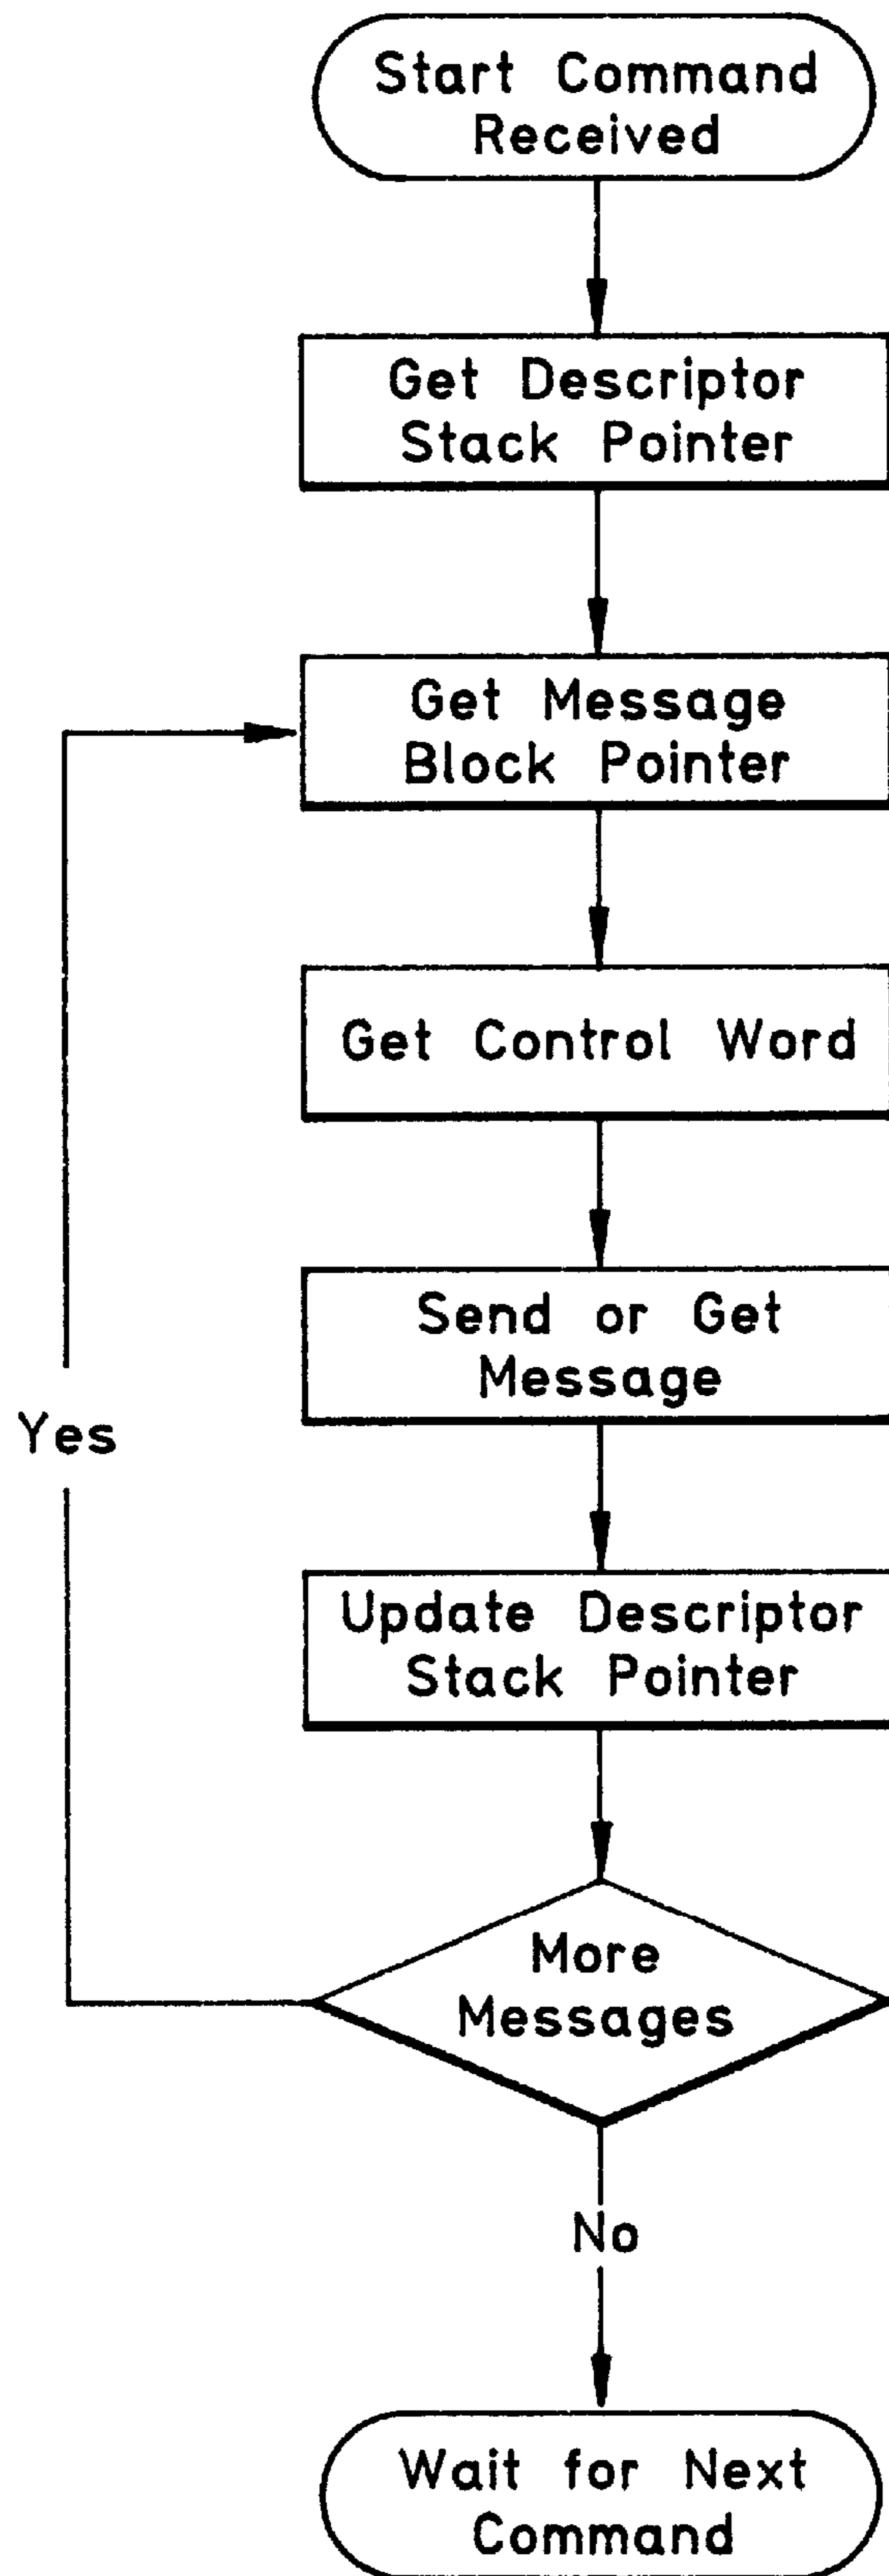 Start Command
Received
Get Descriptor
Stack Pointer
Get Message
Block Pointer
Get Control Word
Send or Get
Message
Yes
Update Descriptor
Stack Pointer
More
Messages
No
Wait for Next
Command